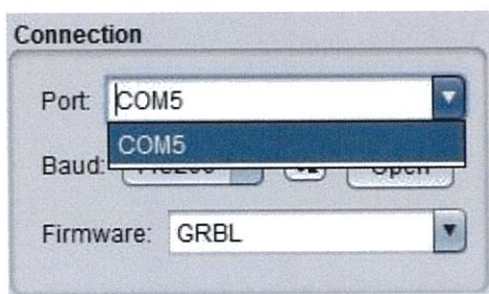 Connection
Port: COM5
COM5
Baud:
Firmware: GRBL